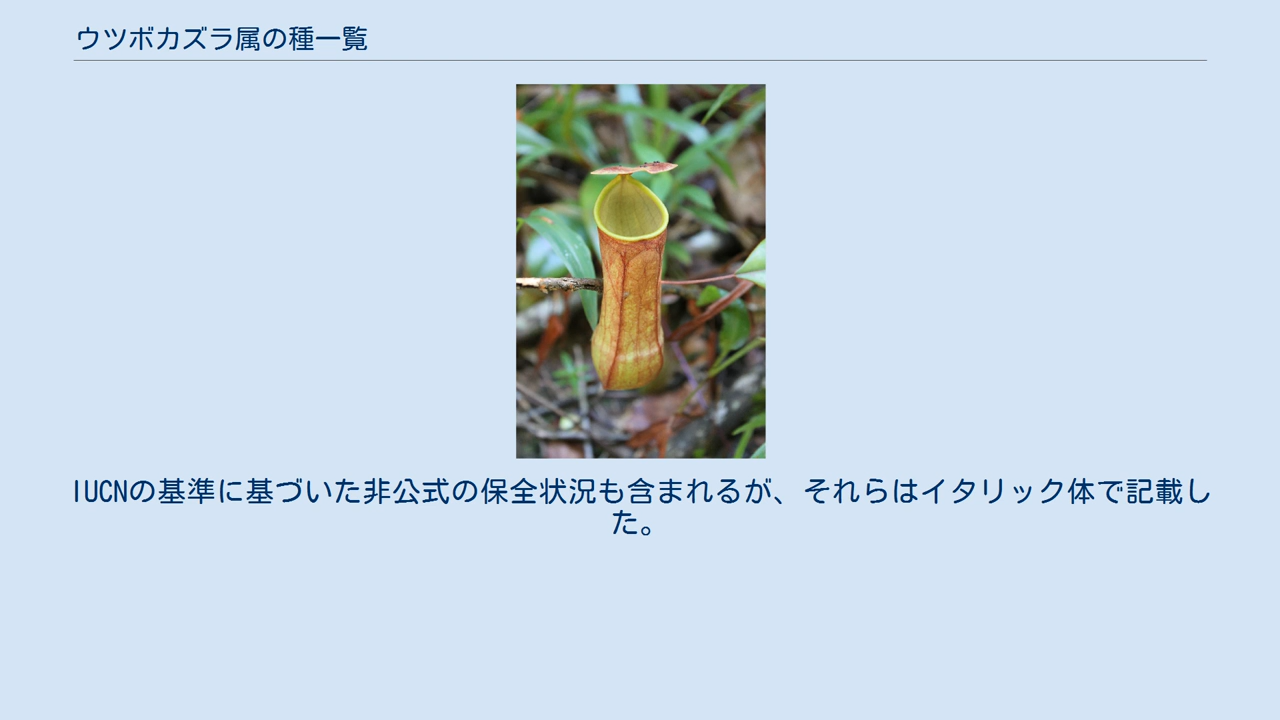 ウツボカズラ属の種一覧
IUCNの基準に基づいた非公式の保全状況も含まれるが、それらはイタリック体で記載し
た。